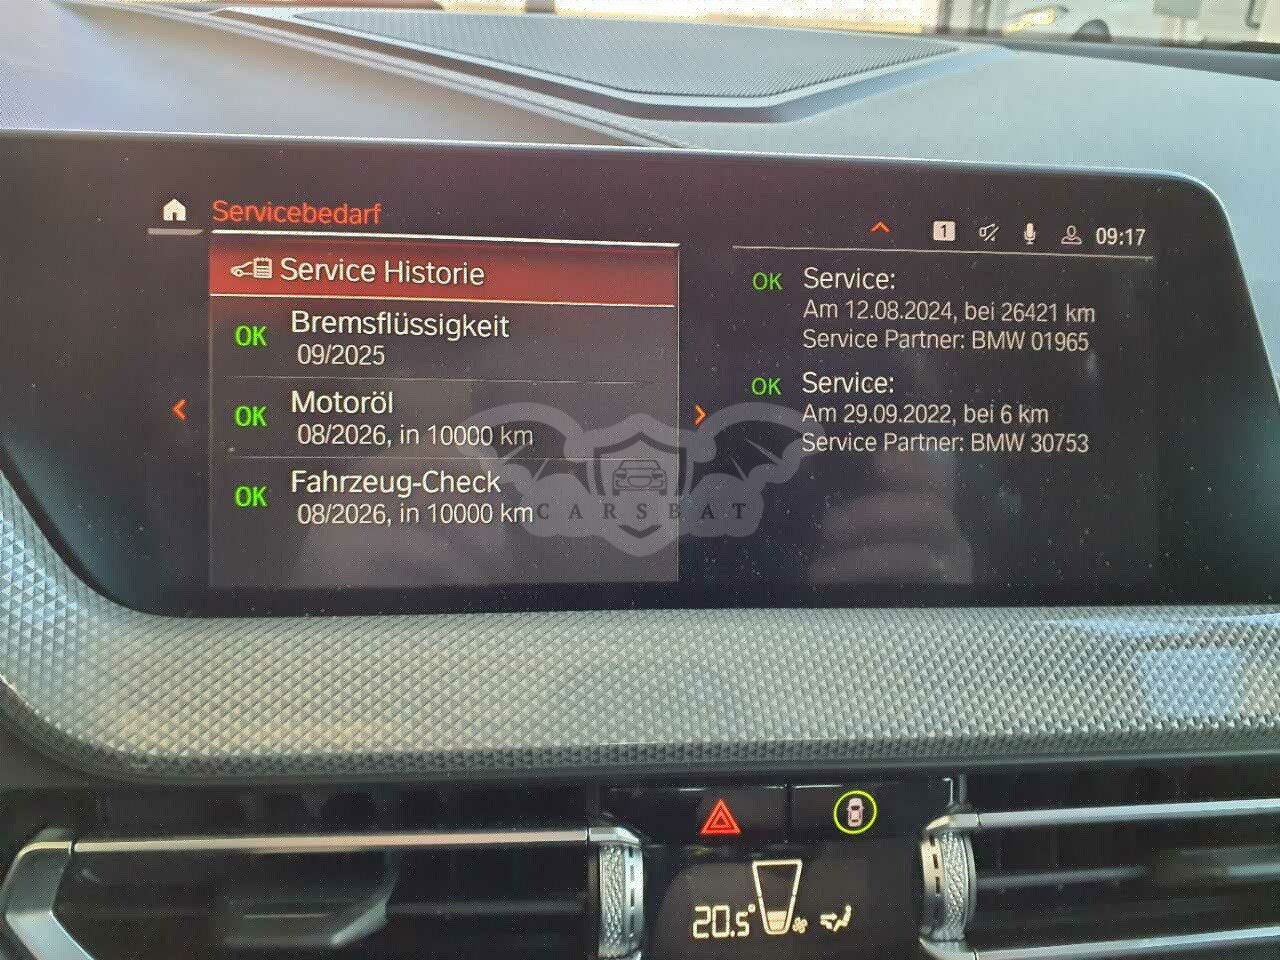 Servicebedarf
1 09:17
Service Historie
OK Bremsflüssigkeit
09/2025
OK Motoröl
08/2026, in 10000 km
OK Fahrzeug-Check
08/2026, in 10000 km
OK Service:
Am 12.08.2024, bei 26421 km
Service Partner: BMW 01965
OK Service:
Am 29.09.2022, bei 6 km
Service Partner: BMW 30753
CARSBAT
20.5°